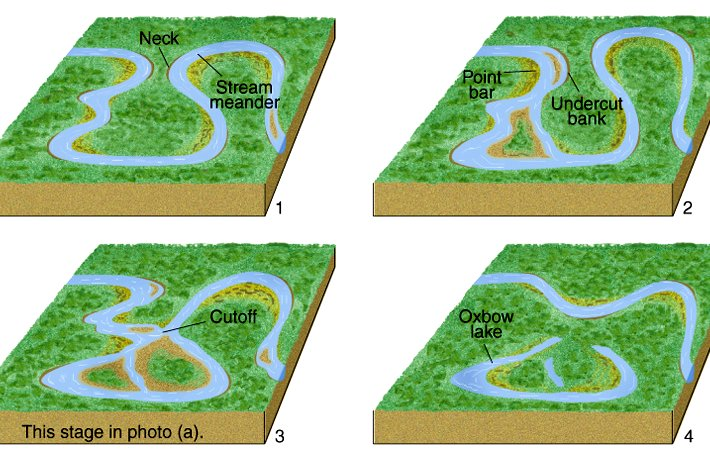 Neck
Stream
meander
1
Point
bar
Undercut
bank
2
Cutoff
This stage in photo (a).
3
Oxbow
lake
4